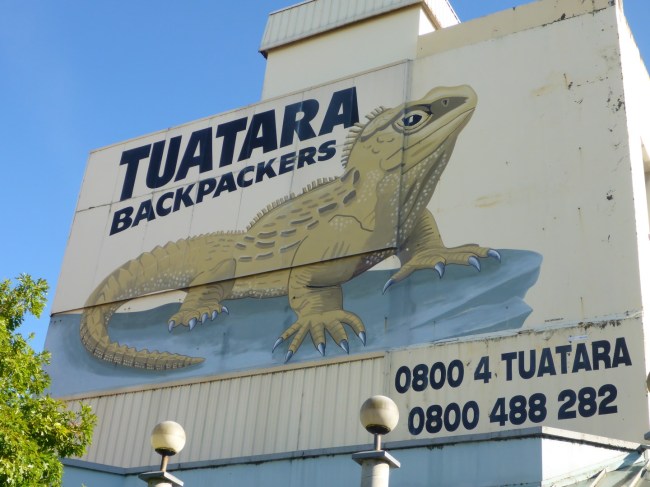 TUATARA
BACKPACKERS
0800 4 TUATARA
0800 488 282